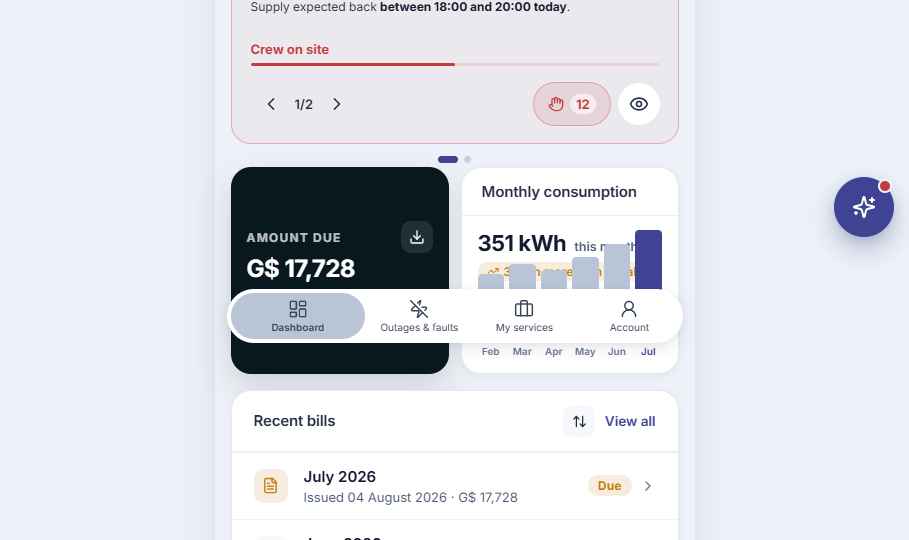 Supply expected back between 18:00 and 20:00 today.
Crew on site
1/2
12
AMOUNT DUE
G$ 17,728
Monthly consumption
351 kWh this month
Dashboard
Outages & faults
My services
Account
Feb Mar Apr May Jun Jul
Recent bills
View all
July 2026
Issued 04 August 2026 · G$ 17,728
Due